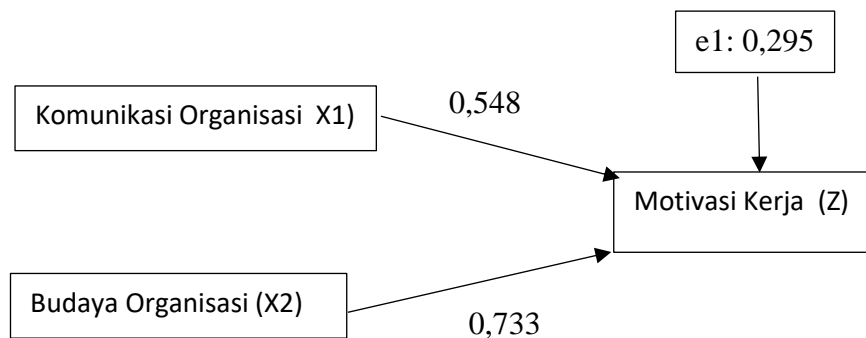 e1: 0,295
Komunikasi Organisasi X1)
0,548
Motivasi Kerja (Z)
Budaya Organisasi (X2)
0,733